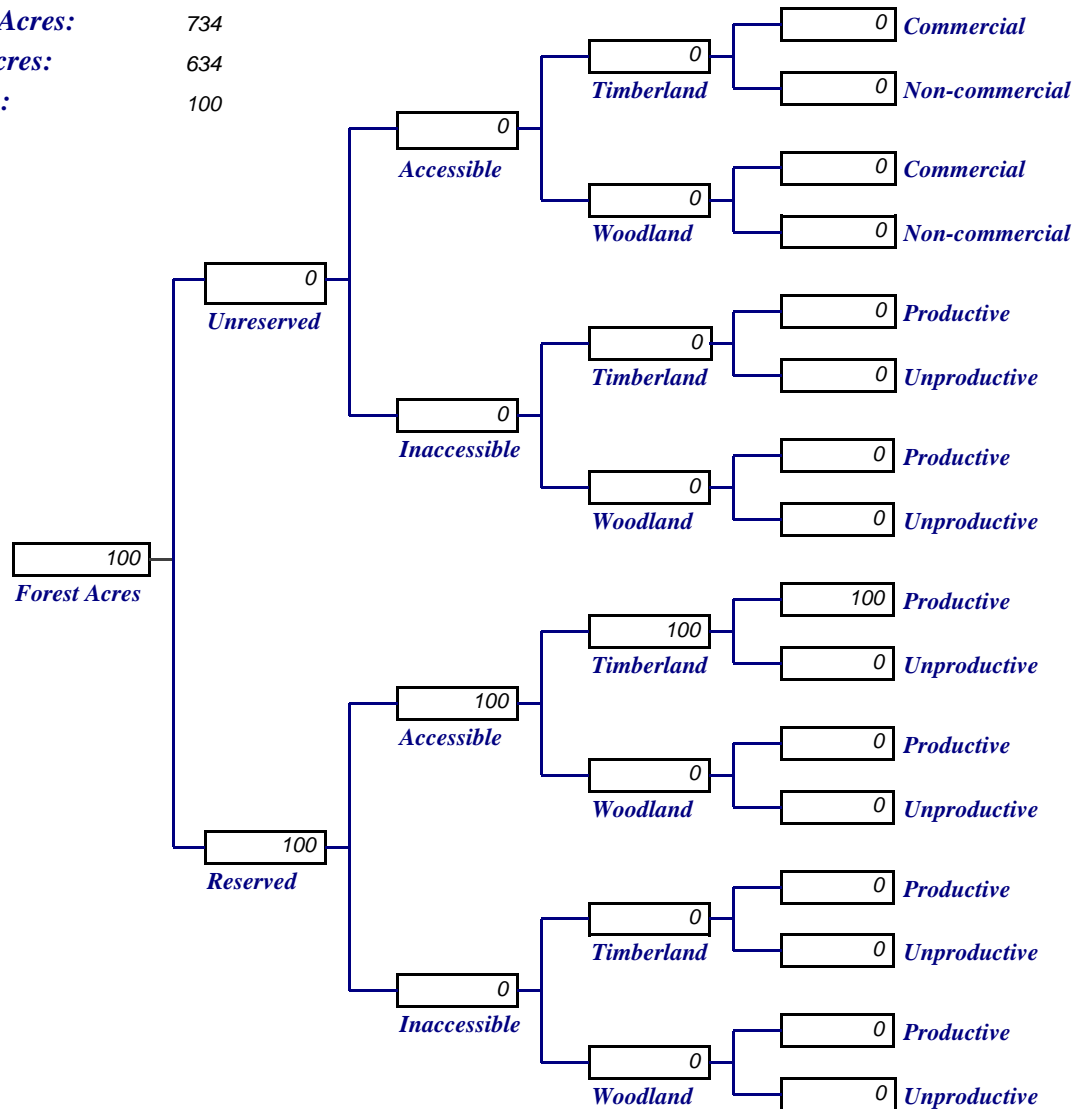 Acres: 734
cres: 634
: 100
0 Commercial
0
Timberland
0 Non-commercial
0
Accessible
0 Commercial
0
Woodland
0 Non-commercial
0
Unreserved
0 Productive
0
Timberland
0 Unproductive
0
Inaccessible
0 Productive
0
Woodland
0 Unproductive
100
Forest Acres
100 Productive
100
Timberland
0 Unproductive
100
Accessible
0 Productive
0
Woodland
0 Unproductive
100
Reserved
0 Productive
0
Timberland
0 Unproductive
0
Inaccessible
0 Productive
0
Woodland
0 Unproductive